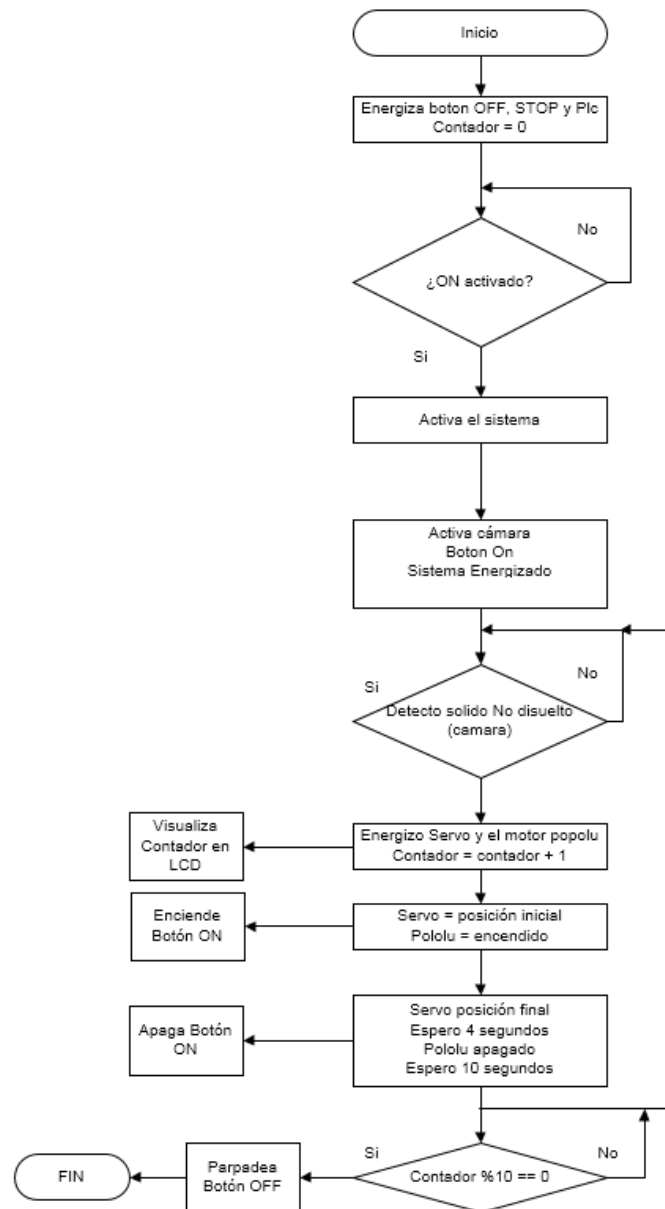 Inicio
Energiza boton OFF, STOP y Plc
Contador = 0
No
¿ON activado?
Si
Activa el sistema
Activa cámara
Boton On
Sistema Energizado
Si
No
Detecto solido No disuelto
(camara)
Visualiza
Contador en
LCD
Energizo Servo y el motor popolu
Contador = contador + 1
Enciende
Botón ON
Servo = posición inicial
Pololu = encendido
Apaga Botón
ON
Servo posición final
Espero 4 segundos
Pololu apagado
Espero 10 segundos
Si
No
FIN
Parpadea
Botón OFF
Contador %10 == 0